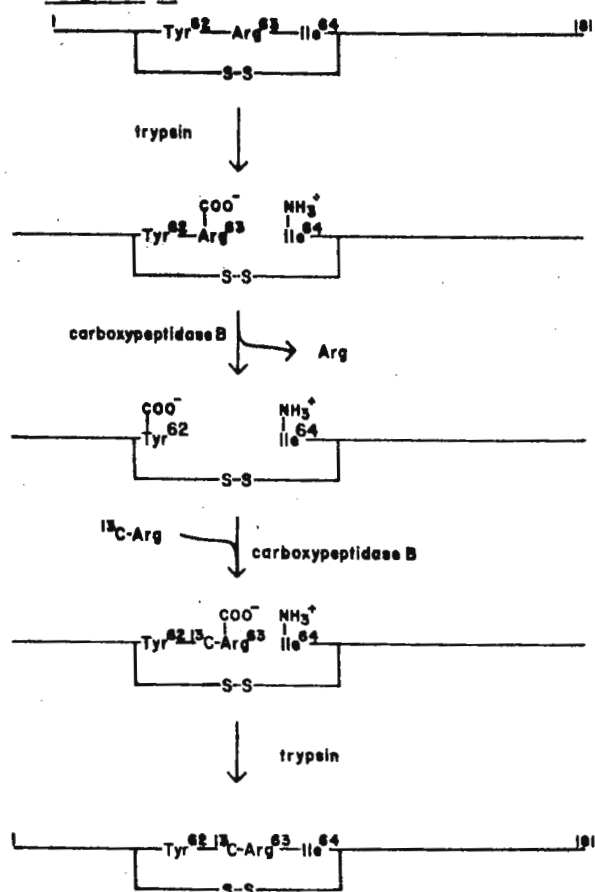 1 Tyr⁶² Arg⁶³ Ile⁶⁴ 181
S-S
trypsin
COO⁻ NH₃⁺
Tyr⁶² Arg⁶³ Ile⁶⁴
S-S
carboxypeptidase B Arg
COO⁻ NH₃⁺
Tyr⁶² Ile⁶⁴
S-S
¹³C-Arg carboxypeptidase B
COO⁻ NH₃⁺
Tyr⁶² ¹³C-Arg⁶³ Ile⁶⁴
S-S
trypsin
1 Tyr⁶² ¹³C-Arg⁶³ Ile⁶⁴ 181
S-S